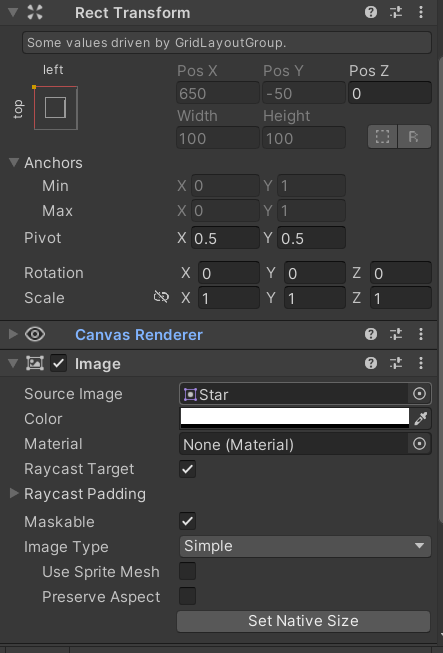 Rect Transform
Some values driven by GridLayoutGroup.
left
Pos X Pos Y Pos Z
top
650 -50 0
Width Height
100 100 R
Anchors
Min X 0 Y 1
Max X 0 Y 1
Pivot X 0.5 Y 0.5
Rotation X 0 Y 0 Z 0
Scale X 1 Y 1 Z 1
Canvas Renderer
Image
Source Image Star
Color
Material None (Material)
Raycast Target
Raycast Padding
Maskable
Image Type Simple
Use Sprite Mesh
Preserve Aspect
Set Native Size